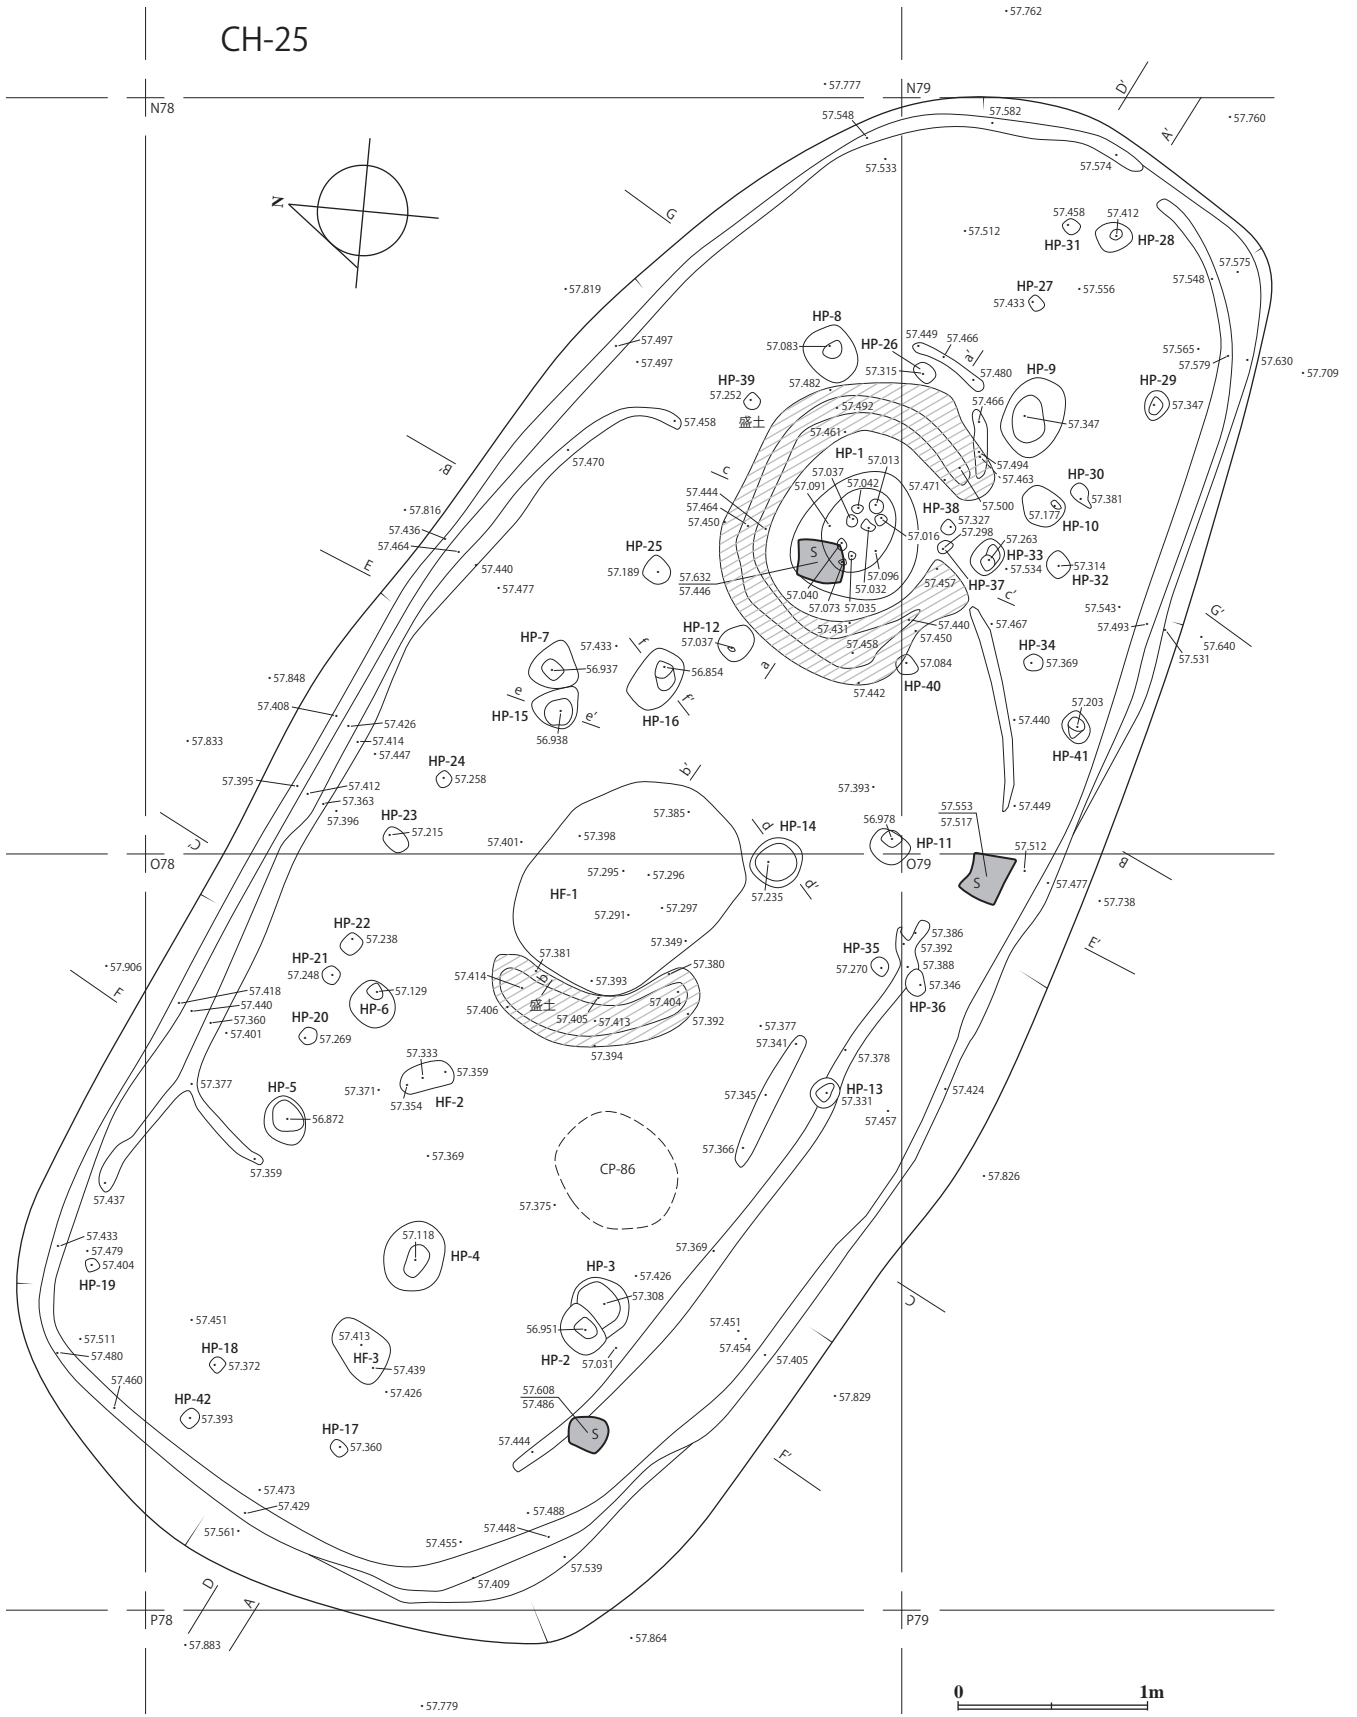 CH-25
57.762
57.777
N78
N79
57.548
57.582
57.760
D'
A'
57.533
57.574
N
57.458
57.412
HP-31
HP-28
G
57.512
57.575
57.548
HP-27
57.433
57.556
57.819
HP-8
57.083
HP-26
57.449
57.466
57.315
a'
57.480
57.497
57.497
57.565
57.579
57.630
57.709
HP-39
57.252
57.482
HP-9
57.347
HP-29
57.347
57.492
盛土
57.461
57.466
57.458
57.470
HP-1
57.013
57.037
57.042
57.091
57.494
57.463
57.471
57.500
HP-30
57.381
57.177
HP-10
B'
c
57.444
57.464
57.450
57.816
57.436
57.464
HP-38
57.327
57.298
57.016
57.263
HP-33
57.534
57.314
HP-32
HP-37
c'
E
57.440
57.477
HP-25
57.189
57.632
57.446
S
57.040
57.096
57.032
57.073
57.035
57.457
57.543
57.493
G'
57.640
57.531
HP-12
57.037
57.431
57.458
57.440
57.450
57.467
HP-34
57.369
HP-7
57.433
f
56.937
56.854
a
57.084
HP-40
57.442
e
HP-15
e'
56.938
HP-16
f'
57.848
57.408
57.426
57.414
57.447
57.833
57.203
HP-41
57.440
57.395
57.412
57.363
57.396
HP-24
57.258
b'
57.393
57.449
C'
HP-23
57.215
57.385
57.398
57.401
d
HP-14
56.978
HP-11
57.553
57.517
57.512
O78
O79
B
S
57.477
57.738
HF-1
57.295
57.296
57.291
57.297
57.235
d'
57.349
HP-22
57.238
HP-21
57.248
57.381
b
57.414
57.380
57.393
盛土
57.406
57.405
57.413
57.404
57.392
57.394
HP-35
57.270
57.386
57.392
57.388
57.346
HP-36
E'
57.906
F
57.418
57.440
57.360
57.401
57.129
HP-6
HP-20
57.269
57.377
57.341
57.378
57.333
57.359
57.371
57.354
HF-2
57.377
HP-5
56.872
57.345
HP-13
57.331
57.457
57.424
57.369
57.366
57.359
57.437
CP-86
57.826
57.375
57.433
57.479
57.404
HP-19
57.118
HP-4
57.369
HP-3
57.426
57.308
C
57.451
57.511
57.480
HP-18
57.372
57.460
57.413
HF-3
57.439
57.426
56.951
HP-2
57.031
57.451
57.454
57.405
57.829
HP-42
57.393
HP-17
57.360
57.608
57.486
S
57.444
F'
57.473
57.429
57.561
57.488
57.448
57.455
57.539
57.409
D
A
P78
P79
57.883
57.864
57.779
0
1m